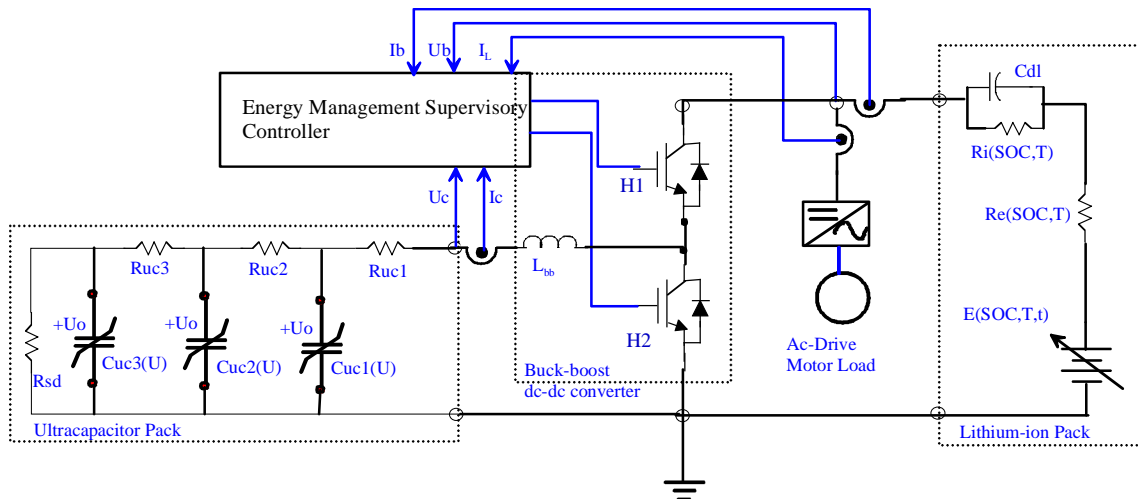 Ib
Ub
IL
Energy Management Supervisory
Controller
Cdl
Ri(SOC,T)
H1
Uc
Ic
Re(SOC,T)
Ruc3
Ruc2
Ruc1
Lbb
+Uo
+Uo
+Uo
E(SOC,T,t)
H2
Rsd
Cuc3(U)
Cuc2(U)
Cuc1(U)
Ac-Drive
Motor Load
Buck-boost
dc-dc converter
Ultracapacitor Pack
Lithium-ion Pack